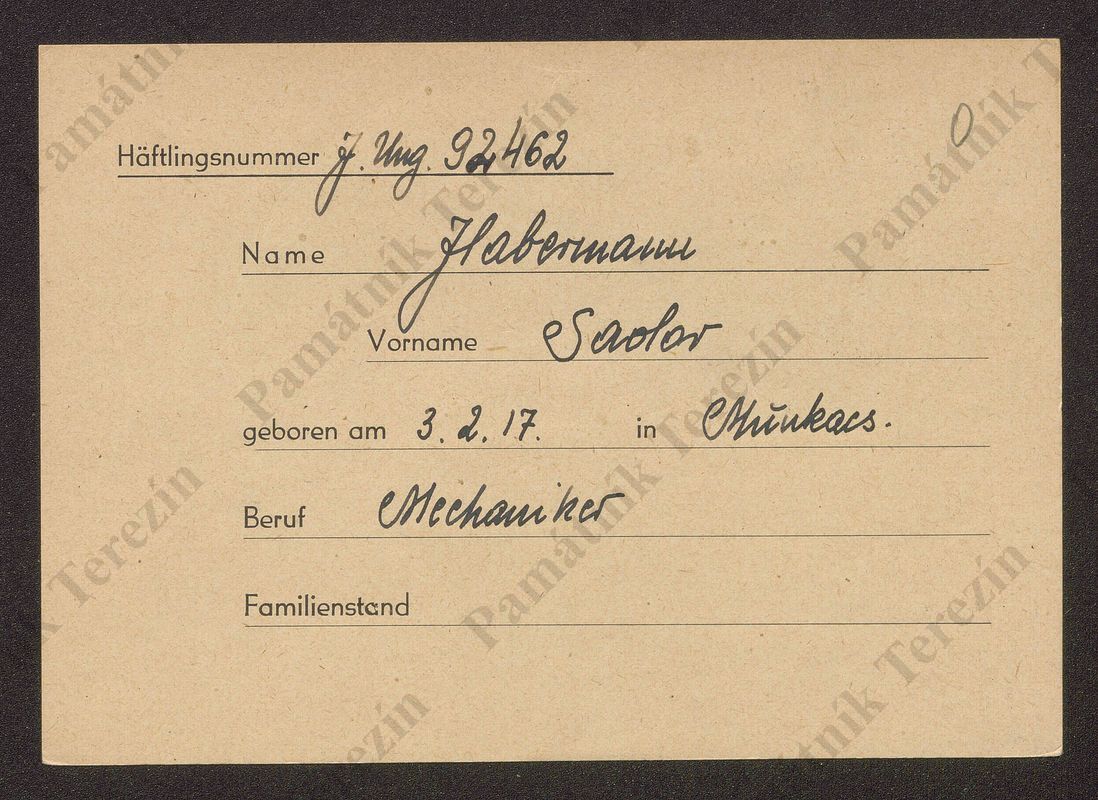 Häftlingsnummer J. Ung. 92462
Name Habermann
Vorname Sador
geboren am 3. 2. 17. in Munkacs.
Beruf Mechaniker
Familienstand
Památník Terezín